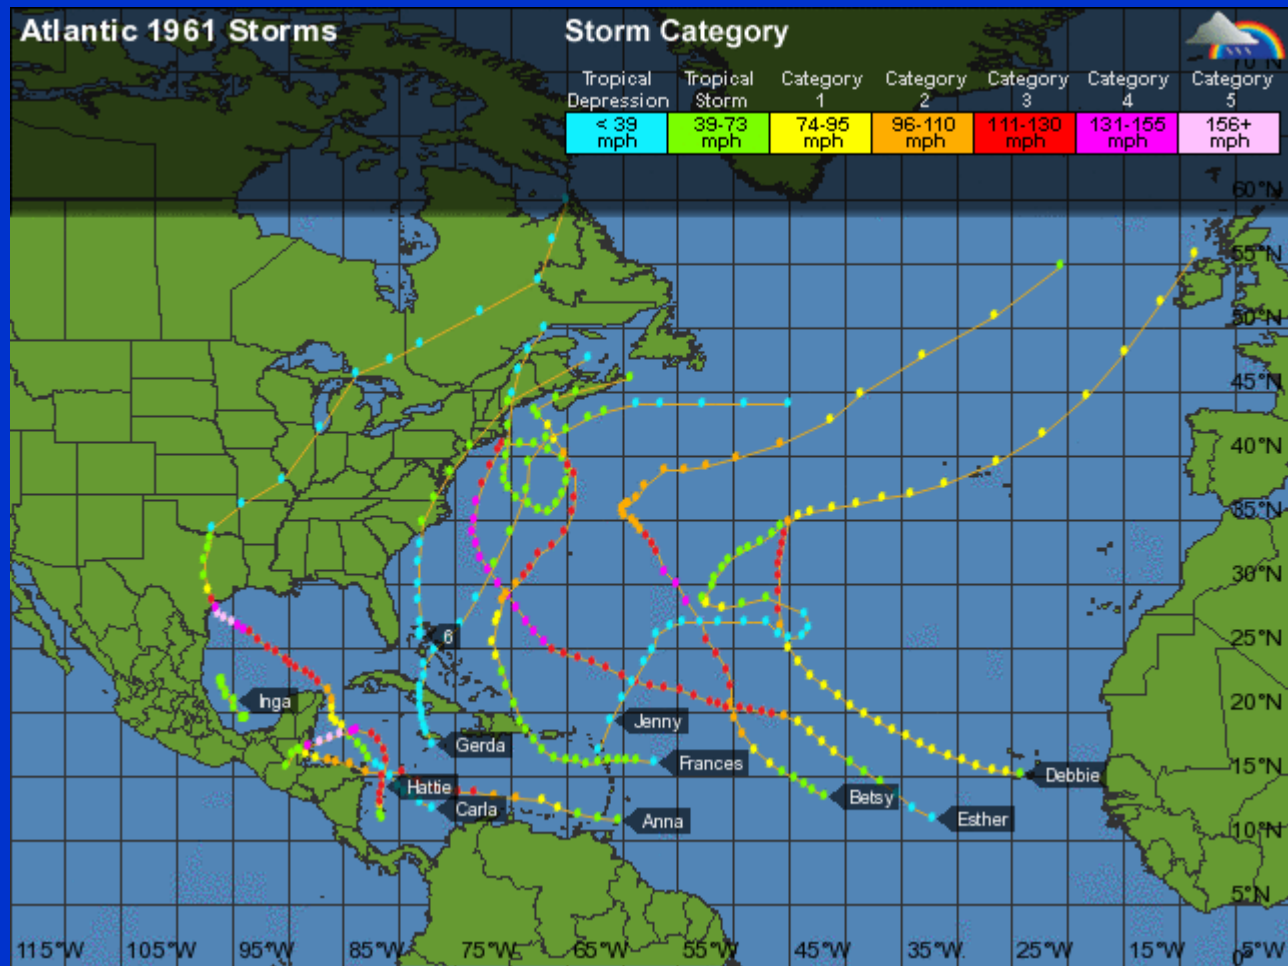 Atlantic 1961 Storms
Storm Category
Tropical Depression
Tropical Storm
Category 1
Category 2
Category 3
Category 4
Category 5
< 39 mph
39-73 mph
74-95 mph
96-110 mph
111-130 mph
131-155 mph
156+ mph
60°N
55°N
50°N
45°N
40°N
35°N
30°N
25°N
6
20°N
Inga
Jenny
Gerda
Frances
15°N
Debbie
Hattie
Betsy
Carla
Anna
Esther
10°N
5°N
115°W 105°W 95°W 85°W 75°W 65°W 55°W 45°W 35°W 25°W 15°W 5°W
0°